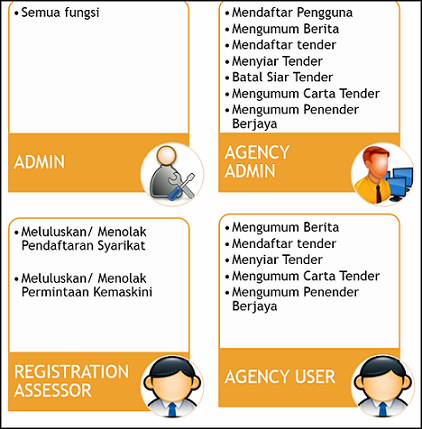 • Semua fungsi
ADMIN
• Mendaftar Pengguna
• Mengumum Berita
• Mendaftar tender
• Menyiar Tender
• Batal Siar Tender
• Mengumum Carta Tender
• Mengumum Penender
Berjaya
AGENCY
ADMIN
• Meluluskan/ Menolak
Pendaftaran Syarikat
• Meluluskan/ Menolak
Permintaan Kemaskini
REGISTRATION
ASSESSOR
• Mengumum Berita
• Mendaftar tender
• Menyiar Tender
• Mengumum Carta Tender
• Mengumum Penender
Berjaya
AGENCY USER